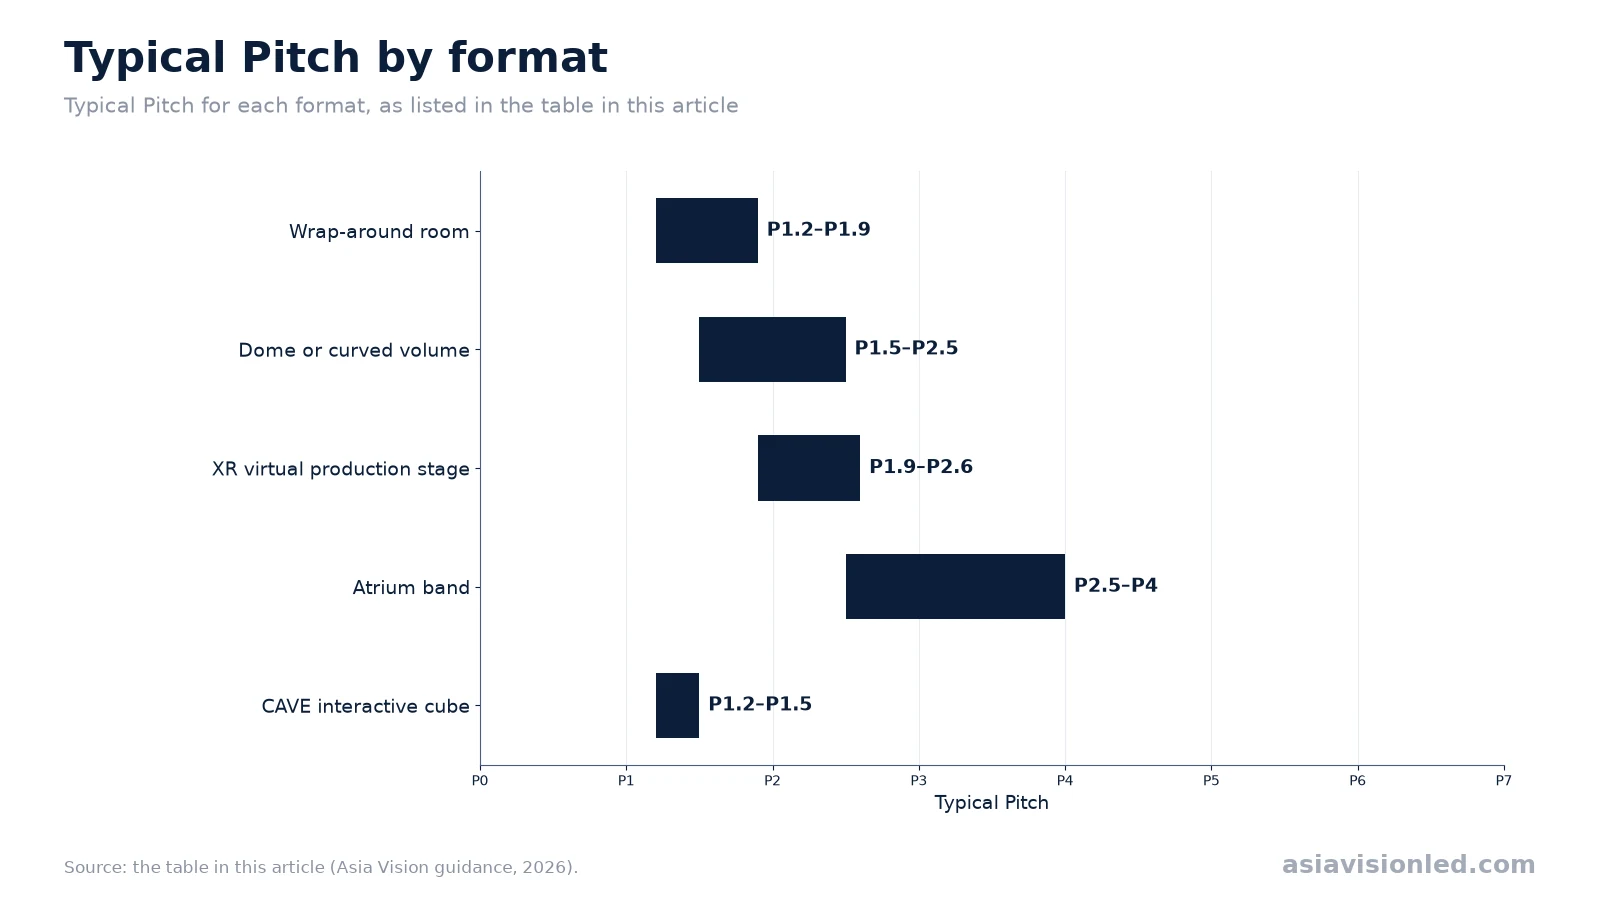 Typical Pitch by format
Typical Pitch for each format, as listed in the table in this article
Wrap-around room
P1.2–P1.9
Dome or curved volume
P1.5–P2.5
XR virtual production stage
P1.9–P2.6
Atrium band
P2.5–P4
CAVE interactive cube
P1.2–P1.5
P0 P1 P2 P3 P4 P5 P6 P7
Typical Pitch
Source: the table in this article (Asia Vision guidance, 2026).
asiavisionled.com